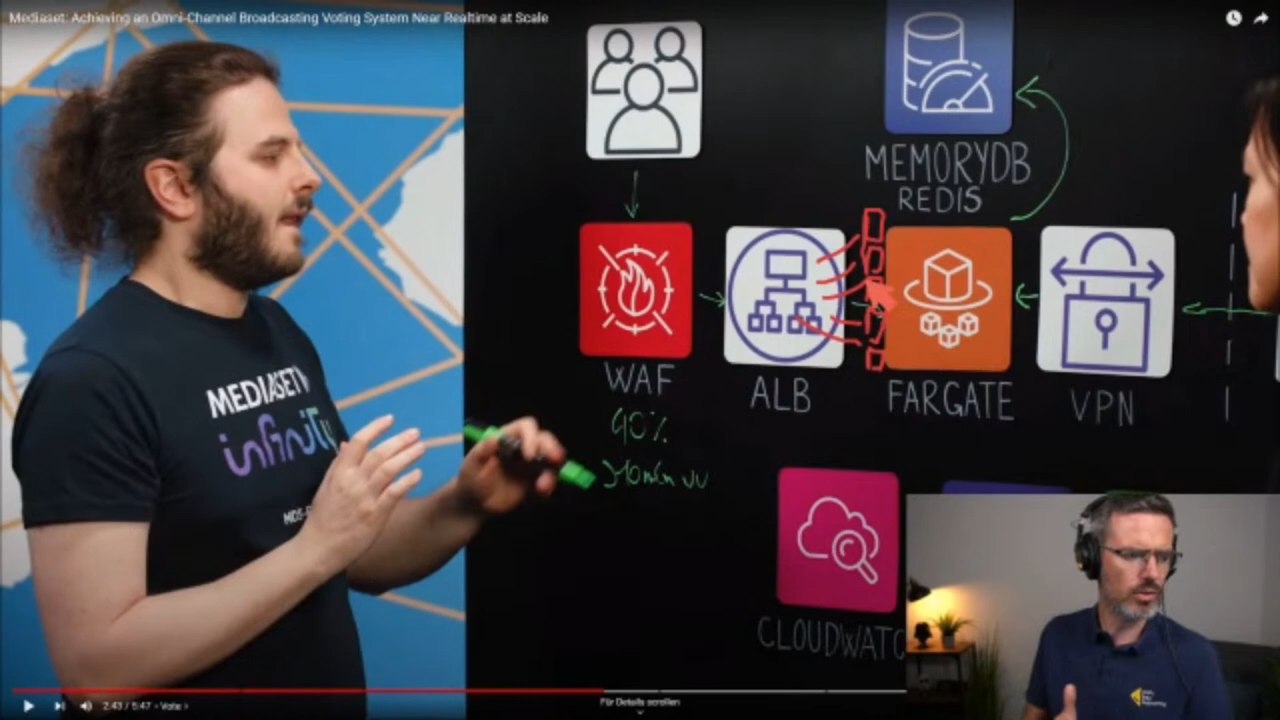 Mediaset: Achieving an Omni-Channel Broadcasting Voting System Near Realtime at Scale
MEMORYDB
REDIS
MEDIASET
infinity
WAF
ALB
FARGATE
VPN
90%
CLOUDWATC
2:43 / 5:47 • Vote >
Für Details scrollen